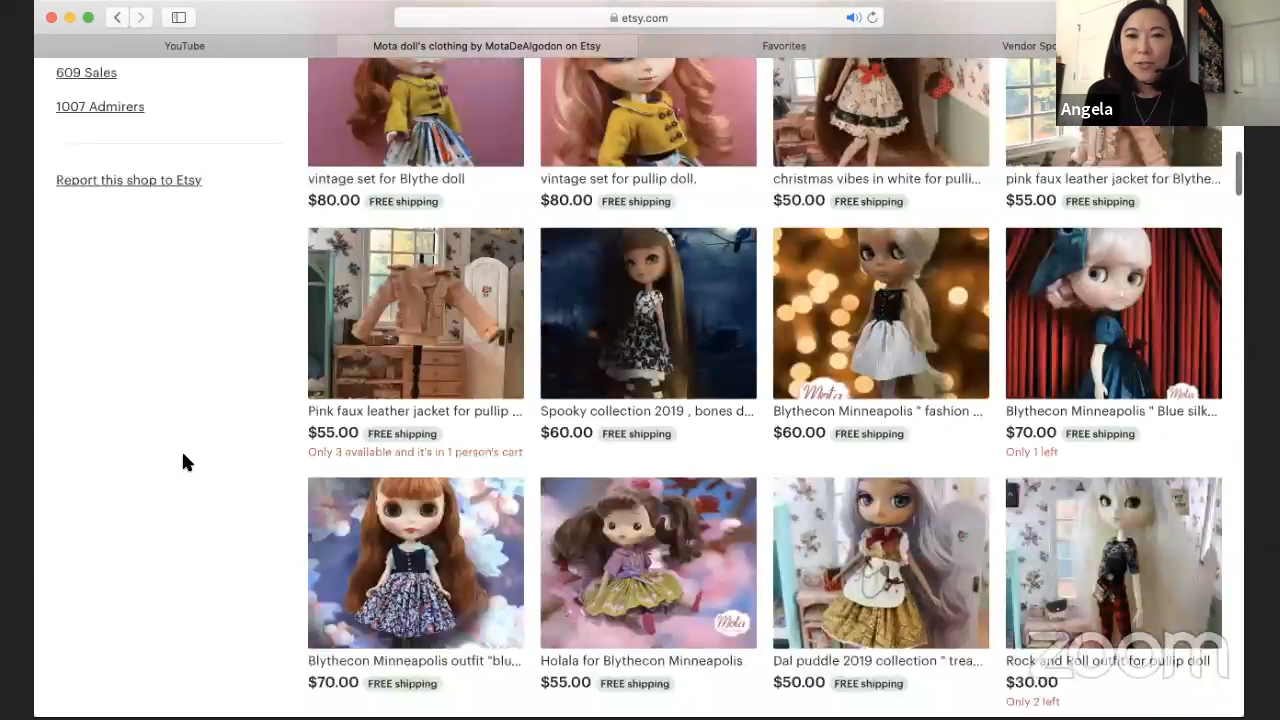 etsy.com
YouTube
Mota doll's clothing by MotaDeAlgodon on Etsy
Favorites
Vendor Spo
Angela
609 Sales
1007 Admirers
Report this shop to Etsy
vintage set for Blythe doll
vintage set for pullip doll.
christmas vibes in white for pulli...
pink faux leather jacket for Blythe...
$80.00 FREE shipping
$80.00 FREE shipping
$50.00 FREE shipping
$55.00 FREE shipping
Mota
Mota
Pink faux leather jacket for pullip ...
Spooky collection 2019 , bones d...
Blythecon Minneapolis " fashion ...
Blythecon Minneapolis " Blue silk...
$55.00 FREE shipping
$60.00 FREE shipping
$60.00 FREE shipping
$70.00 FREE shipping
Only 3 available and it's in 1 person's cart
Only 1 left
Mota
Blythecon Minneapolis outfit "blu...
Holala for Blythecon Minneapolis
Dal puddle 2019 collection " trea...
Rock and Roll outfit for pullip doll
$70.00 FREE shipping
$55.00 FREE shipping
$50.00 FREE shipping
$30.00
Only 2 left
zoom